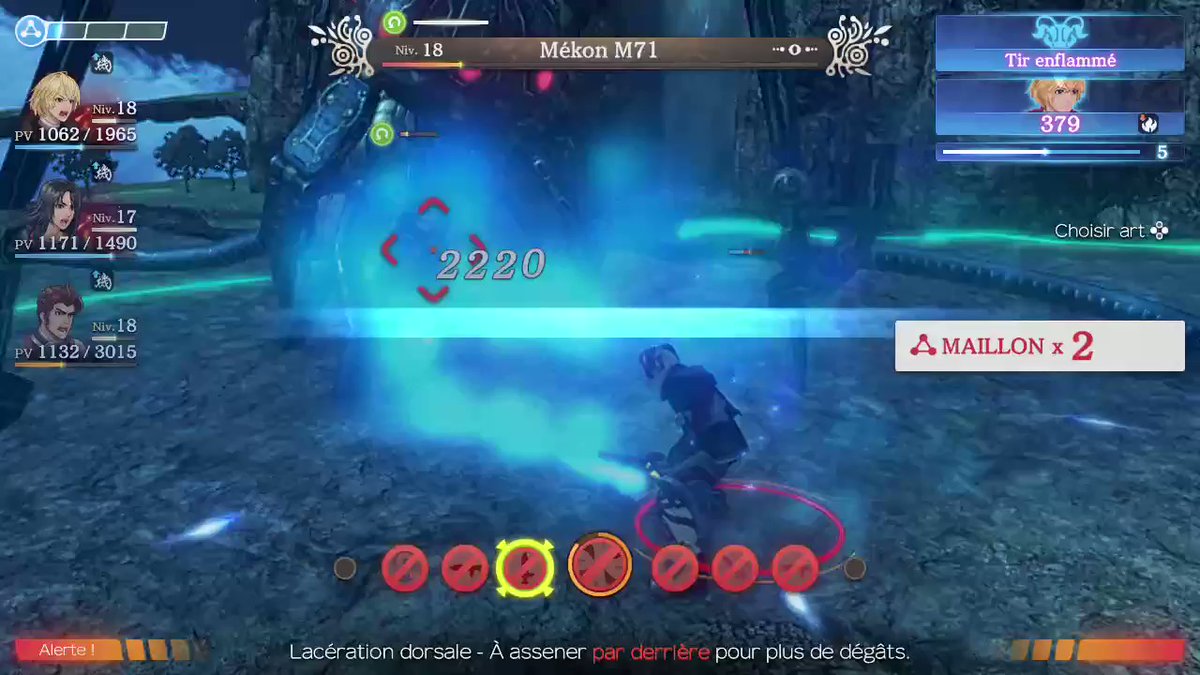 Niv. 18
Mékon M71
Tir enflammé
379
5
Niv. 18
PV 1062 / 1965
Niv. 17
PV 1171 / 1490
Niv. 18
PV 1132 / 3015
2220
Choisir art
MAILLON x 2
Alerte !
Lacération dorsale - À assener par derrière pour plus de dégâts.